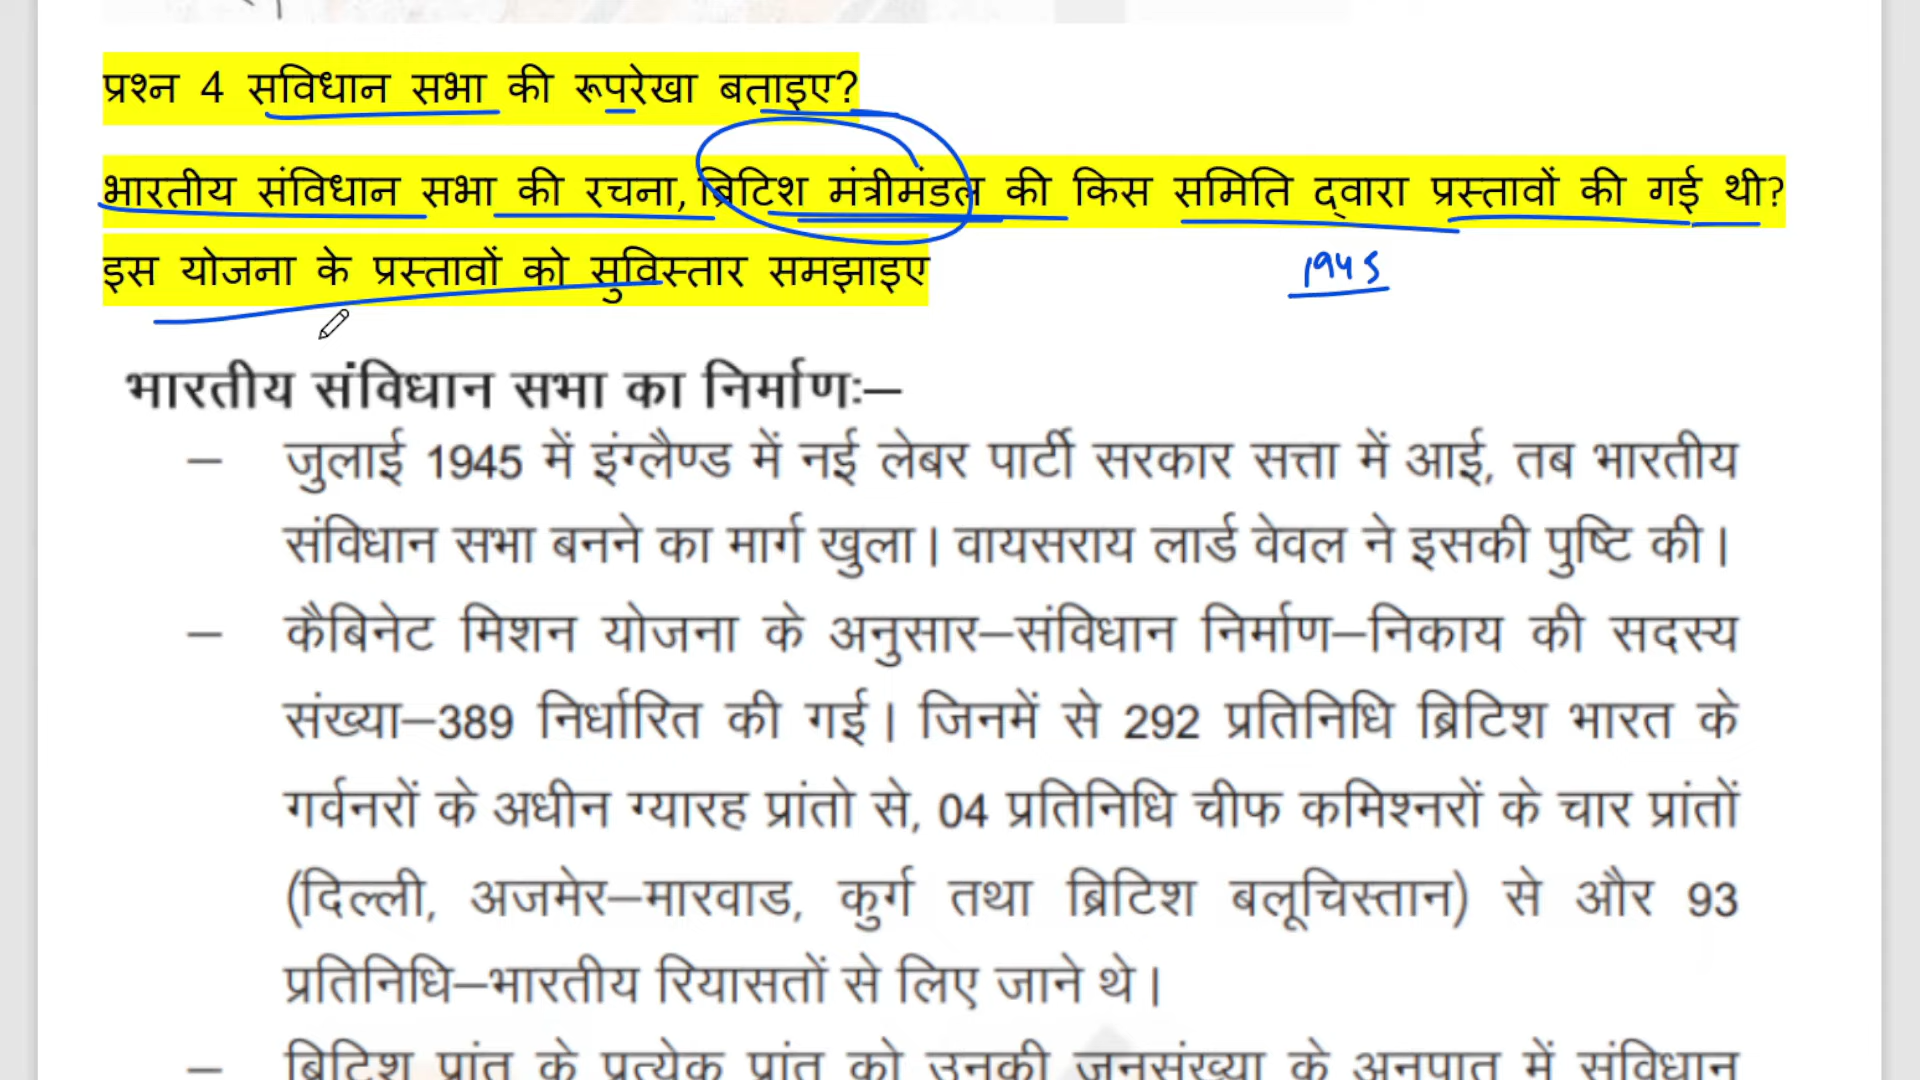 प्रश्न 4 सविधान सभा की रूपरेखा बताइए?
भारतीय संविधान सभा की रचना, ब्रिटिश मंत्रीमंडल की किस समिति द्वारा प्रस्तावों की गई थी?
इस योजना के प्रस्तावों को सुविस्तार समझाइए
1945
भारतीय संविधान सभा का निर्माणः–
– जुलाई 1945 में इंग्लैण्ड में नई लेबर पार्टी सरकार सत्ता में आई, तब भारतीय
संविधान सभा बनने का मार्ग खुला। वायसराय लार्ड वेवल ने इसकी पुष्टि की।
– कैबिनेट मिशन योजना के अनुसार–संविधान निर्माण–निकाय की सदस्य
संख्या–389 निर्धारित की गई। जिनमें से 292 प्रतिनिधि ब्रिटिश भारत के
गर्वनरों के अधीन ग्यारह प्रांतो से, 04 प्रतिनिधि चीफ कमिश्नरों के चार प्रांतों
(दिल्ली, अजमेर–मारवाड, कुर्ग तथा ब्रिटिश बलूचिस्तान) से और 93
प्रतिनिधि–भारतीय रियासतों से लिए जाने थे।
– ब्रिटिश प्रांत के प्रत्येक प्रांत को उनकी जनसंख्या के अनुपात में संविधान